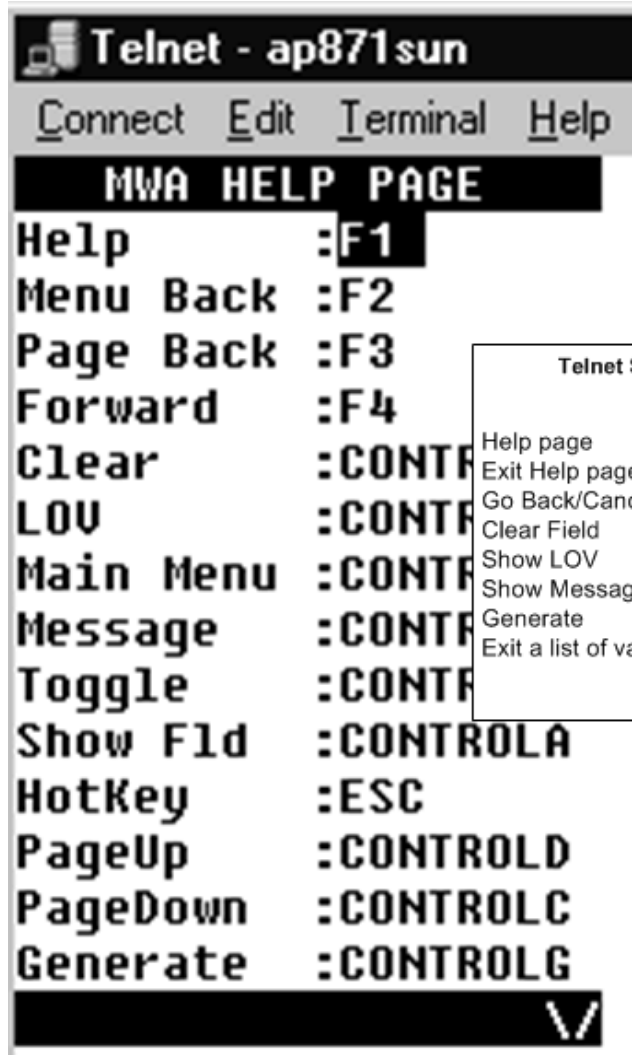 Telnet - ap871sun
Connect Edit Terminal Help
MWA HELP PAGE
Help :F1
Menu Back :F2
Page Back :F3
Forward :F4
Clear :CONTR
LOV :CONTR
Main Menu :CONTR
Message :CONTR
Toggle :CONTR
Show Fld :CONTROLA
HotKey :ESC
PageUp :CONTROLD
PageDown :CONTROLC
Generate :CONTROLG
\/
Telnet
Help page
Exit Help page
Go Back/Canc
Clear Field
Show LOV
Show Messag
Generate
Exit a list of va